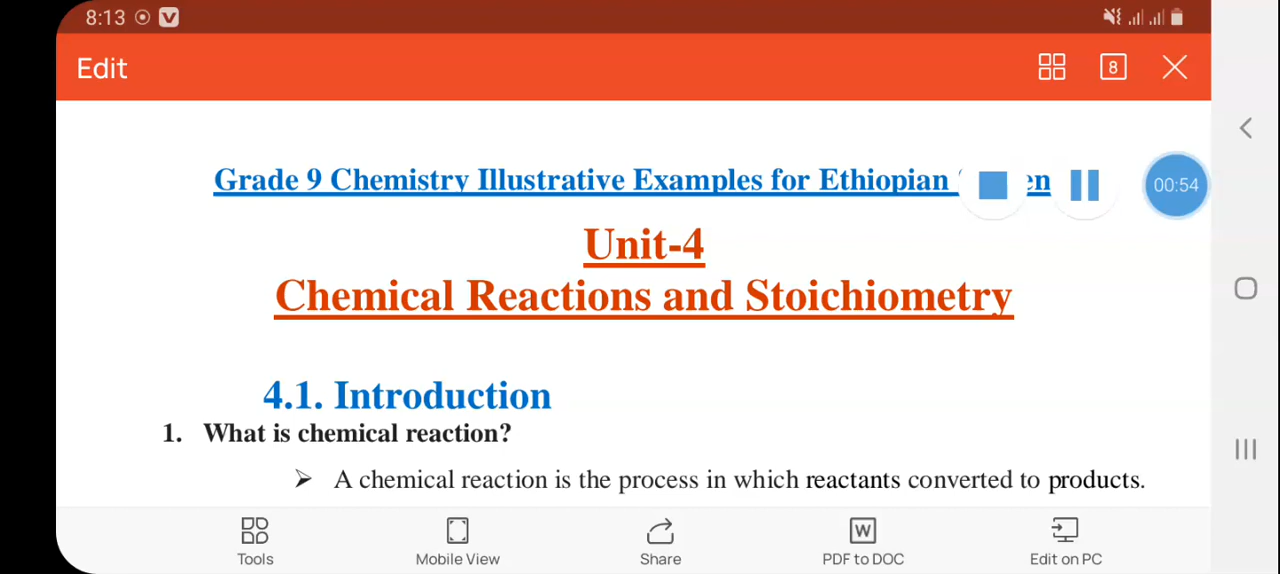 8:13
Edit
8
Grade 9 Chemistry Illustrative Examples for Ethiopian
00:54
Unit-4
Chemical Reactions and Stoichiometry
4.1. Introduction
1. What is chemical reaction?
➢ A chemical reaction is the process in which reactants converted to products.
Tools
Mobile View
Share
W
PDF to DOC
Edit on PC